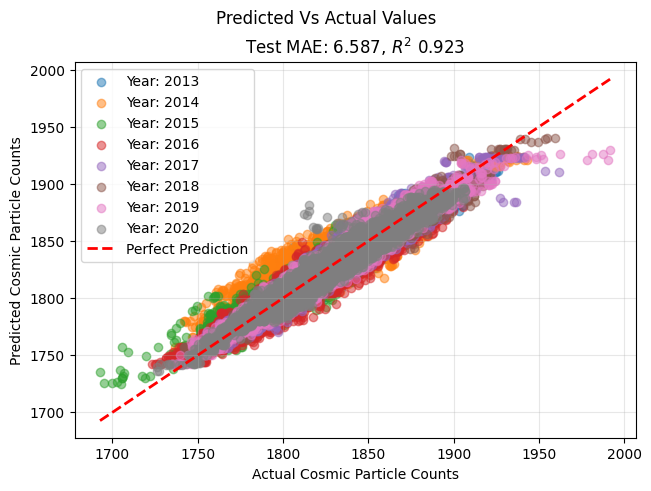 Predicted Vs Actual Values
Test MAE: 6.587, R² 0.923
Year: 2013
Year: 2014
Year: 2015
Year: 2016
Year: 2017
Year: 2018
Year: 2019
Year: 2020
Perfect Prediction
Predicted Cosmic Particle Counts
2000
1950
1900
1850
1800
1750
1700
1700 1750 1800 1850 1900 1950 2000
Actual Cosmic Particle Counts